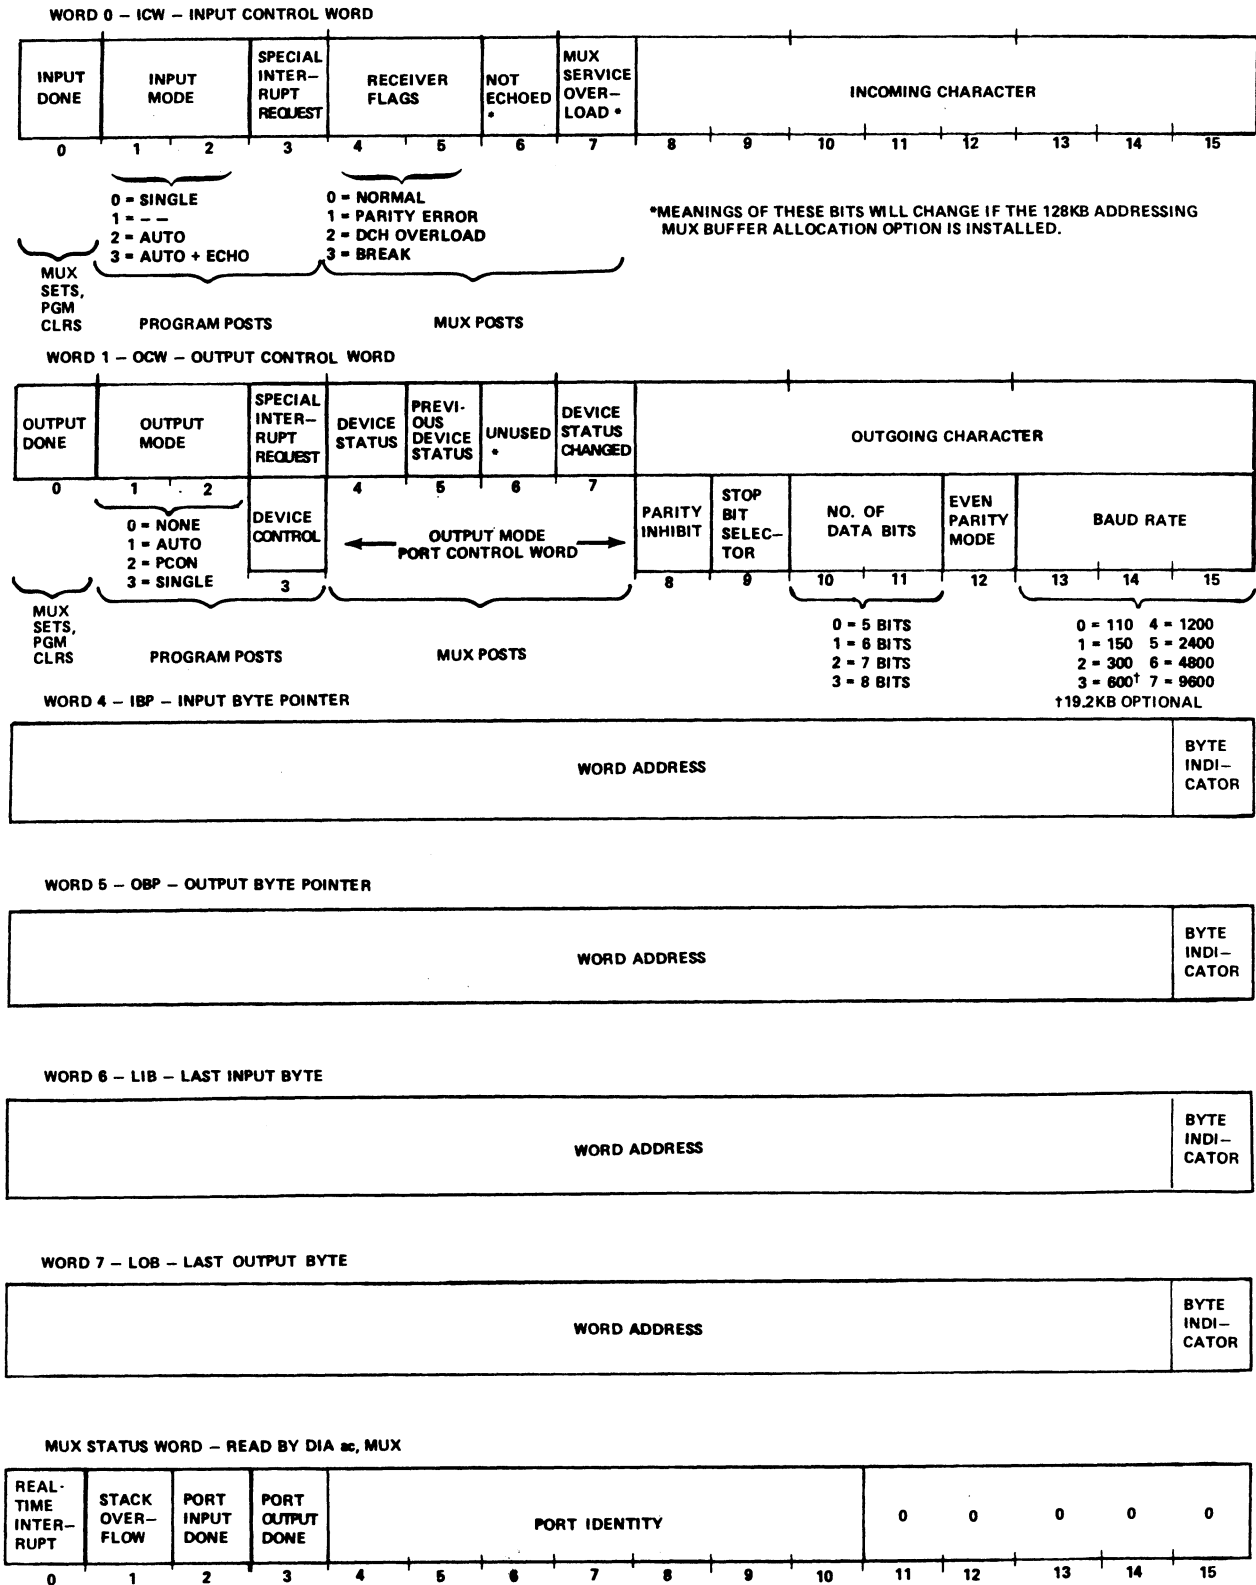 WORD 0 – ICW – INPUT CONTROL WORD
INPUT DONE
INPUT MODE
SPECIAL INTER– RUPT REQUEST
RECEIVER FLAGS
NOT ECHOED *
MUX SERVICE OVER– LOAD *
INCOMING CHARACTER
0 1 2 3 4 5 6 7 8 9 10 11 12 13 14 15
0 = SINGLE
1 = – –
2 = AUTO
3 = AUTO + ECHO
0 = NORMAL
1 = PARITY ERROR
2 = DCH OVERLOAD
3 = BREAK
*MEANINGS OF THESE BITS WILL CHANGE IF THE 128KB ADDRESSING
MUX BUFFER ALLOCATION OPTION IS INSTALLED.
MUX
SETS,
PGM
CLRS
PROGRAM POSTS
MUX POSTS
WORD 1 – OCW – OUTPUT CONTROL WORD
OUTPUT DONE
OUTPUT MODE
SPECIAL INTER– RUPT REQUEST
DEVICE STATUS
PREVI- OUS DEVICE STATUS
UNUSED *
DEVICE STATUS CHANGED
OUTGOING CHARACTER
0 1 2 4 5 6 7
0 = NONE
1 = AUTO
2 = PCON
3 = SINGLE
DEVICE CONTROL
3
OUTPUT MODE
PORT CONTROL WORD
PARITY INHIBIT
STOP BIT SELEC– TOR
NO. OF DATA BITS
EVEN PARITY MODE
BAUD RATE
8 9 10 11 12 13 14 15
MUX
SETS,
PGM
CLRS
PROGRAM POSTS
MUX POSTS
0 = 5 BITS
1 = 6 BITS
2 = 7 BITS
3 = 8 BITS
0 = 110 4 = 1200
1 = 150 5 = 2400
2 = 300 6 = 4800
3 = 600† 7 = 9600
†19.2KB OPTIONAL
WORD 4 – IBP – INPUT BYTE POINTER
WORD ADDRESS
BYTE INDI– CATOR
WORD 5 – OBP – OUTPUT BYTE POINTER
WORD ADDRESS
BYTE INDI– CATOR
WORD 6 – LIB – LAST INPUT BYTE
WORD ADDRESS
BYTE INDI– CATOR
WORD 7 – LOB – LAST OUTPUT BYTE
WORD ADDRESS
BYTE INDI– CATOR
MUX STATUS WORD – READ BY DIA ac, MUX
REAL- TIME INTER– RUPT
STACK OVER– FLOW
PORT INPUT DONE
PORT OUTPUT DONE
PORT IDENTITY
0 0 0 0 0
0 1 2 3 4 5 6 7 8 9 10 11 12 13 14 15